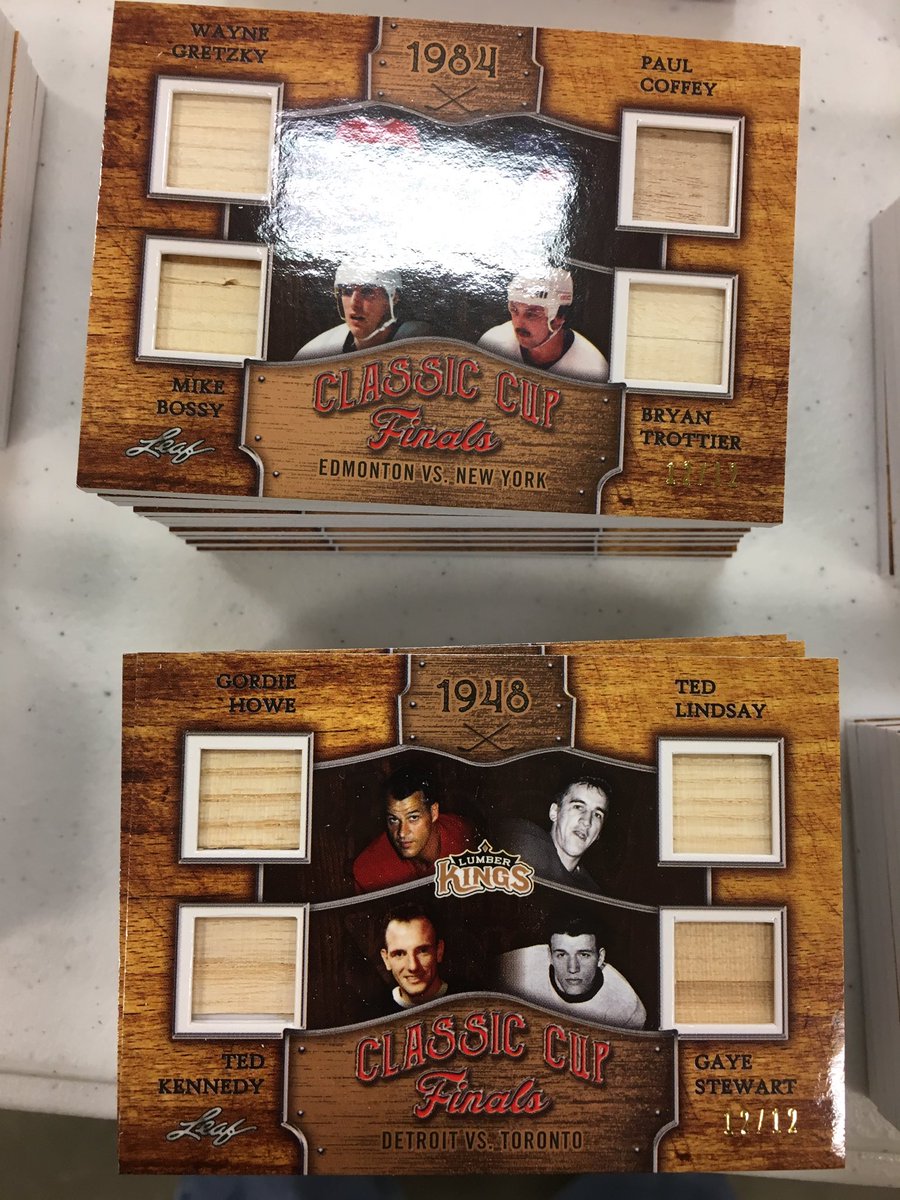 WAYNE
GRETZKY
1984
PAUL
COFFEY
MIKE
BOSSY
BRYAN
TROTTIER
Leaf
CLASSIC CUP
Finals
EDMONTON VS. NEW YORK
12/12
GORDIE
HOWE
1948
TED
LINDSAY
LUMBER
KINGS
TED
KENNEDY
GAYE
STEWART
Leaf
CLASSIC CUP
Finals
DETROIT VS. TORONTO
12/12